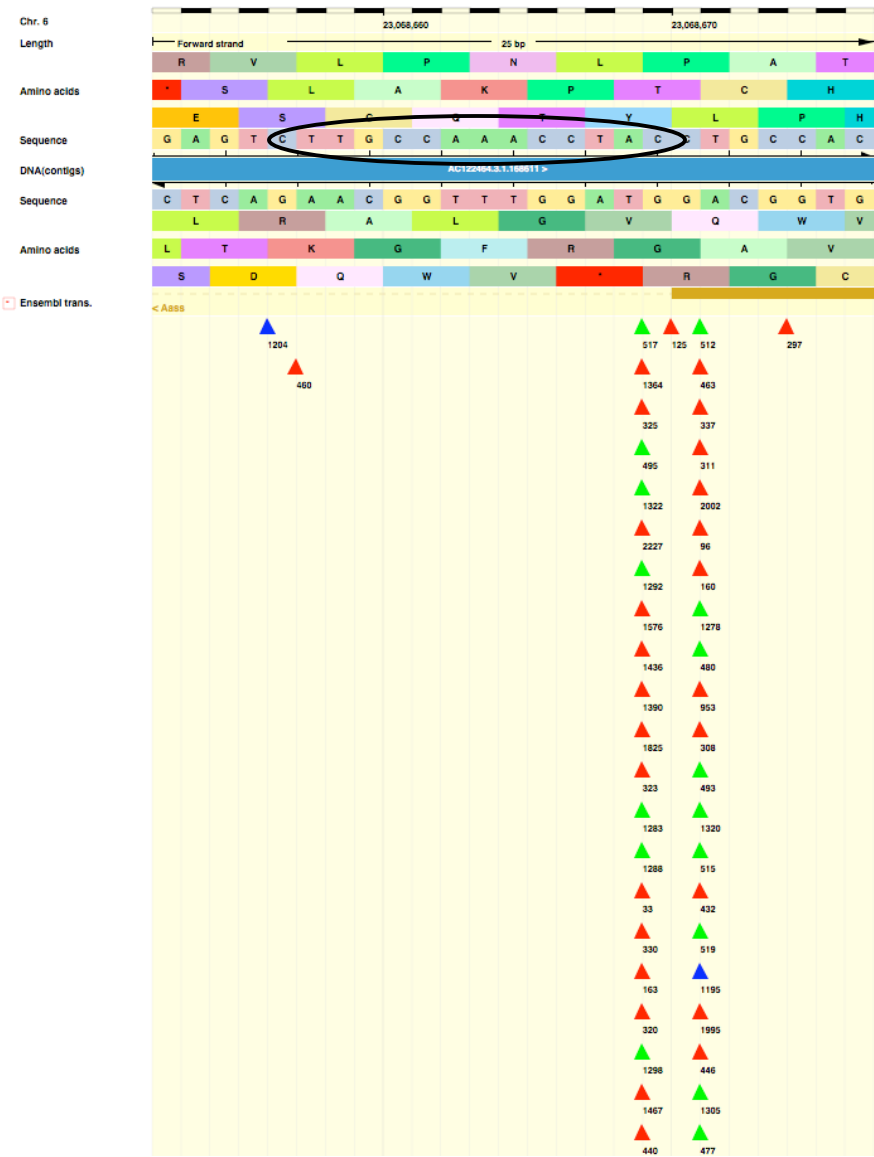 Chr. 6
23,068,660 23,068,670
Length Forward strand 25 bp
R V L P N L P A T
Amino acids * S L A K P T C H
E S C Q T Y L P H
Sequence G A G T C T T G C C A A A C C T A C C T G C C A C
DNA(contigs) AC122464.3.1.168611 >
Sequence C T C A G A A C G G T T T G G A T G G A C G G T G
L R A L G V Q W V
Amino acids L T K G F R G A V
S D Q W V * R G C
- Ensembl trans.
< Aass
1204 517 125 512 297
460 1364 463
325 337
495 311
1322 2002
2227 96
1292 160
1576 1278
1436 480
1390 953
1825 308
323 493
1283 1320
1288 515
33 432
330 519
163 1195
320 1995
1298 446
1467 1305
440 477